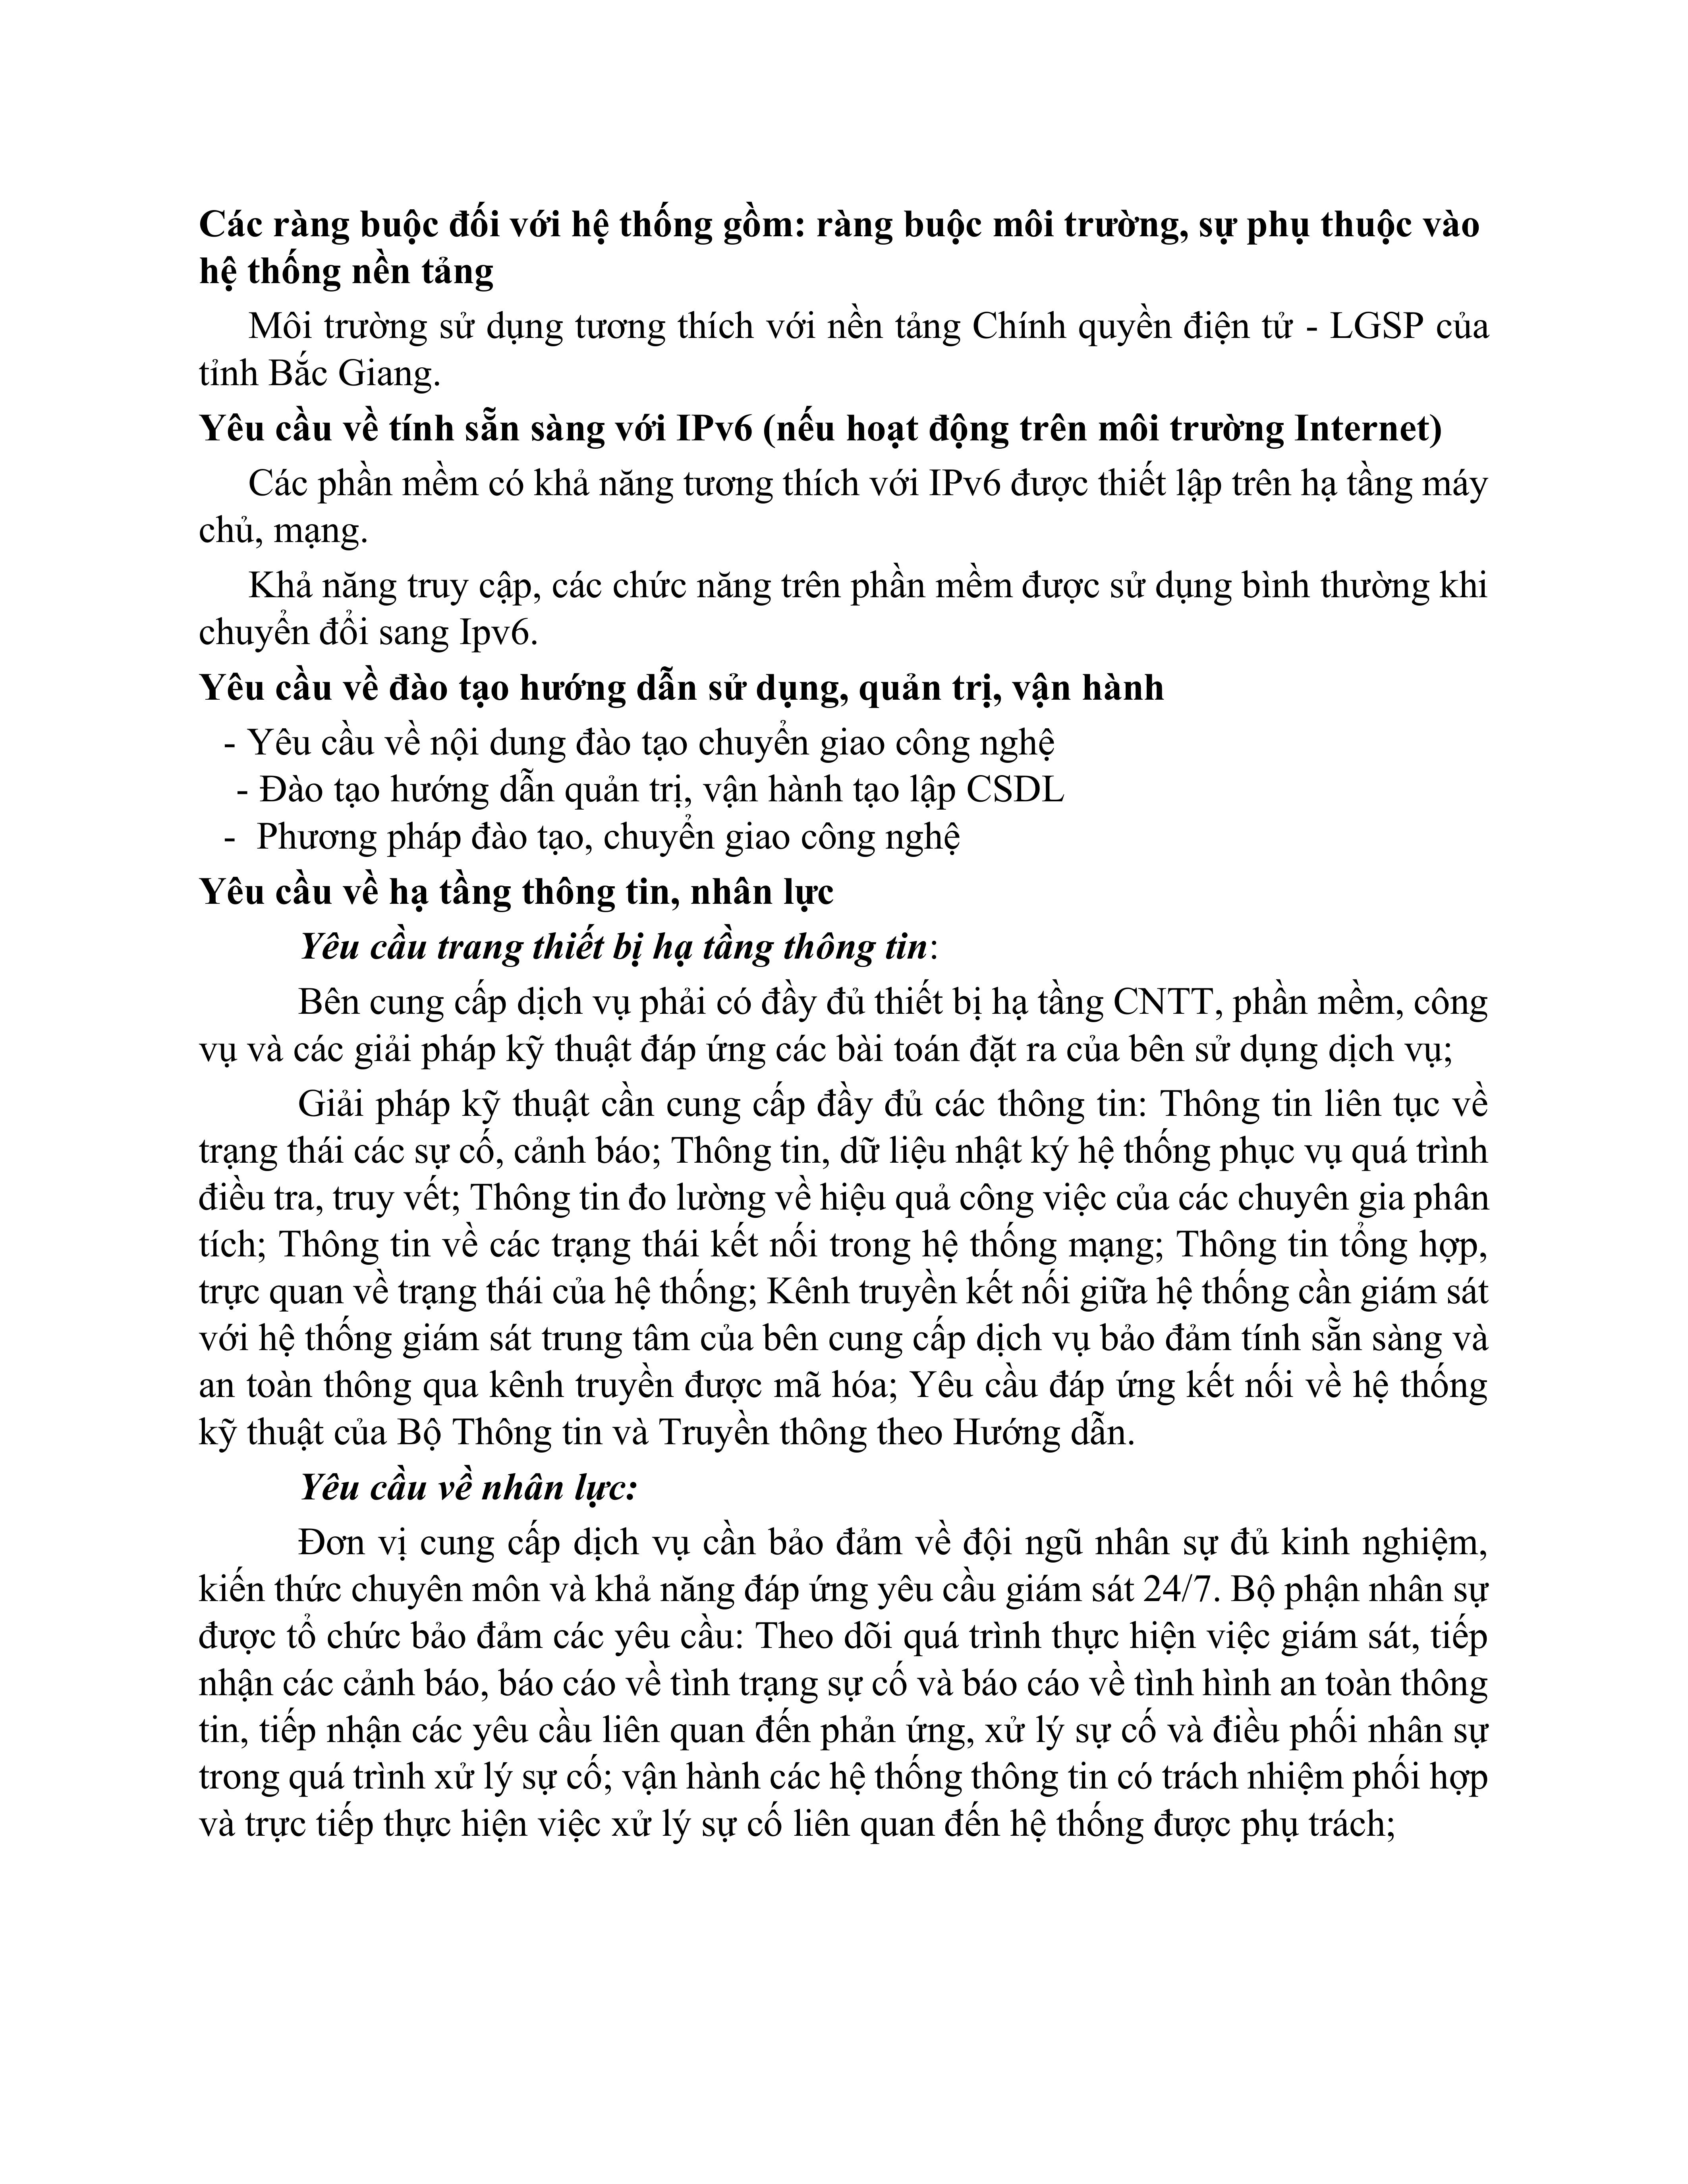 Các ràng buộc đối với hệ thống gồm: ràng buộc môi trường, sự phụ thuộc vào
hệ thống nền tảng
Môi trường sử dụng tương thích với nền tảng Chính quyền điện tử - LGSP của
tỉnh Bắc Giang.
Yêu cầu về tính sẵn sàng với IPv6 (nếu hoạt động trên môi trường Internet)
Các phần mềm có khả năng tương thích với IPv6 được thiết lập trên hạ tầng máy
chủ, mạng.
Khả năng truy cập, các chức năng trên phần mềm được sử dụng bình thường khi
chuyển đổi sang Ipv6.
Yêu cầu về đào tạo hướng dẫn sử dụng, quản trị, vận hành
- Yêu cầu về nội dung đào tạo chuyển giao công nghệ
- Đào tạo hướng dẫn quản trị, vận hành tạo lập CSDL
- Phương pháp đào tạo, chuyển giao công nghệ
Yêu cầu về hạ tầng thông tin, nhân lực
Yêu cầu trang thiết bị hạ tầng thông tin:
Bên cung cấp dịch vụ phải có đầy đủ thiết bị hạ tầng CNTT, phần mềm, công
vụ và các giải pháp kỹ thuật đáp ứng các bài toán đặt ra của bên sử dụng dịch vụ;
Giải pháp kỹ thuật cần cung cấp đầy đủ các thông tin: Thông tin liên tục về
trạng thái các sự cố, cảnh báo; Thông tin, dữ liệu nhật ký hệ thống phục vụ quá trình
điều tra, truy vết; Thông tin đo lường về hiệu quả công việc của các chuyên gia phân
tích; Thông tin về các trạng thái kết nối trong hệ thống mạng; Thông tin tổng hợp,
trực quan về trạng thái của hệ thống; Kênh truyền kết nối giữa hệ thống cần giám sát
với hệ thống giám sát trung tâm của bên cung cấp dịch vụ bảo đảm tính sẵn sàng và
an toàn thông qua kênh truyền được mã hóa; Yêu cầu đáp ứng kết nối về hệ thống
kỹ thuật của Bộ Thông tin và Truyền thông theo Hướng dẫn.
Yêu cầu về nhân lực:
Đơn vị cung cấp dịch vụ cần bảo đảm về đội ngũ nhân sự đủ kinh nghiệm,
kiến thức chuyên môn và khả năng đáp ứng yêu cầu giám sát 24/7. Bộ phận nhân sự
được tổ chức bảo đảm các yêu cầu: Theo dõi quá trình thực hiện việc giám sát, tiếp
nhận các cảnh báo, báo cáo về tình trạng sự cố và báo cáo về tình hình an toàn thông
tin, tiếp nhận các yêu cầu liên quan đến phản ứng, xử lý sự cố và điều phối nhân sự
trong quá trình xử lý sự cố; vận hành các hệ thống thông tin có trách nhiệm phối hợp
và trực tiếp thực hiện việc xử lý sự cố liên quan đến hệ thống được phụ trách;